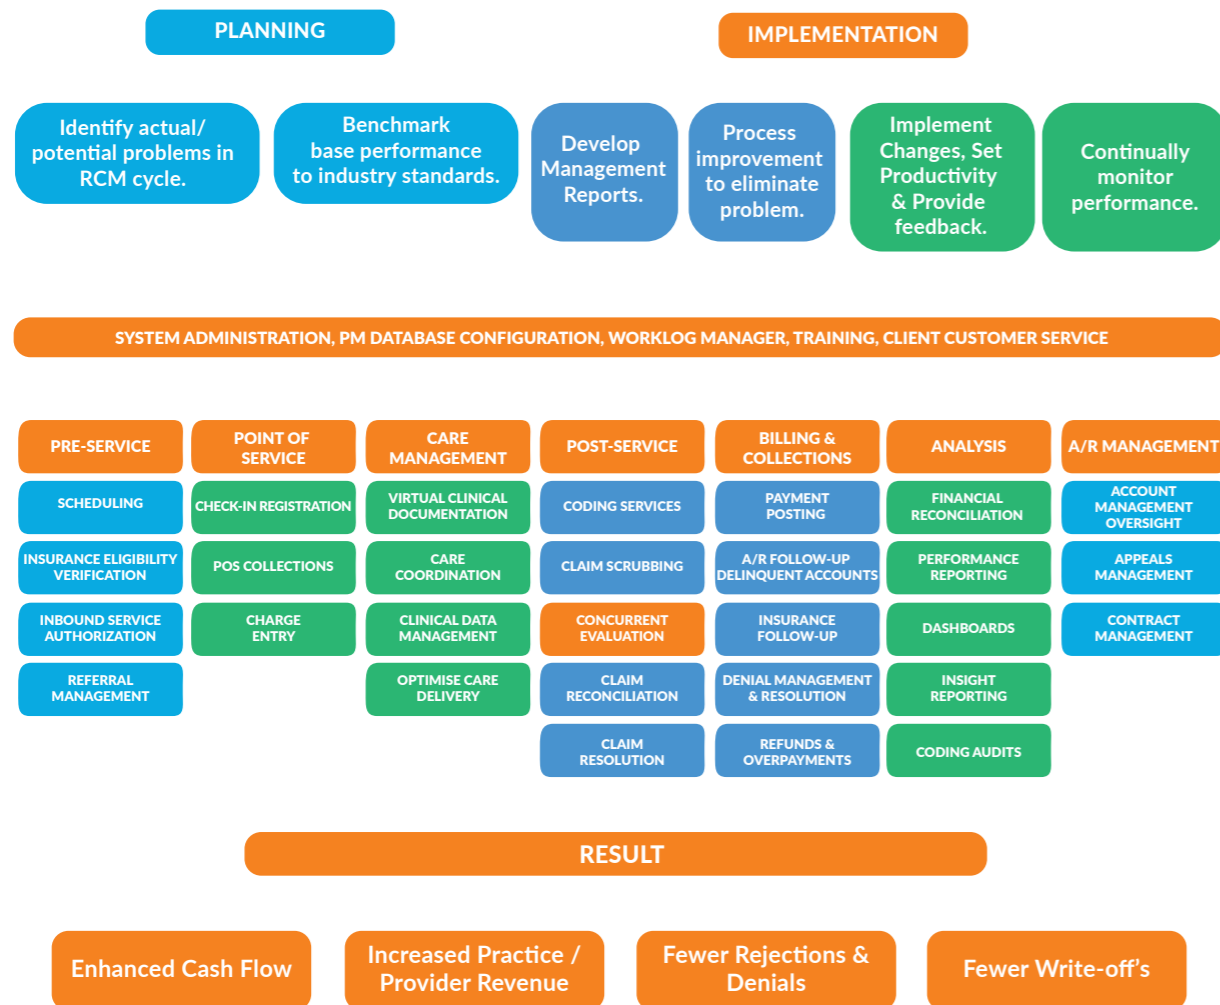 PLANNING
IMPLEMENTATION
Identify actual/
potential problems in
RCM cycle.
Benchmark
base performance
to industry standards.
Develop
Management
Reports.
Process
improvement
to eliminate
problem.
Implement
Changes, Set
Productivity
& Provide
feedback.
Continually
monitor
performance.
SYSTEM ADMINISTRATION, PM DATABASE CONFIGURATION, WORKLOG MANAGER, TRAINING, CLIENT CUSTOMER SERVICE
PRE-SERVICE
SCHEDULING
INSURANCE ELIGIBILITY
VERIFICATION
INBOUND SERVICE
AUTHORIZATION
REFERRAL
MANAGEMENT
POINT OF
SERVICE
CHECK-IN REGISTRATION
POS COLLECTIONS
CHARGE
ENTRY
CARE
MANAGEMENT
VIRTUAL CLINICAL
DOCUMENTATION
CARE
COORDINATION
CLINICAL DATA
MANAGEMENT
OPTIMISE CARE
DELIVERY
POST-SERVICE
CODING SERVICES
CLAIM SCRUBBING
CONCURRENT
EVALUATION
CLAIM
RECONCILIATION
CLAIM
RESOLUTION
BILLING &
COLLECTIONS
PAYMENT
POSTING
A/R FOLLOW-UP
DELINQUENT ACCOUNTS
INSURANCE
FOLLOW-UP
DENIAL MANAGEMENT
& RESOLUTION
REFUNDS &
OVERPAYMENTS
ANALYSIS
FINANCIAL
RECONCILIATION
PERFORMANCE
REPORTING
DASHBOARDS
INSIGHT
REPORTING
CODING AUDITS
A/R MANAGEMENT
ACCOUNT
MANAGEMENT
OVERSIGHT
APPEALS
MANAGEMENT
CONTRACT
MANAGEMENT
RESULT
Enhanced Cash Flow
Increased Practice /
Provider Revenue
Fewer Rejections &
Denials
Fewer Write-off's